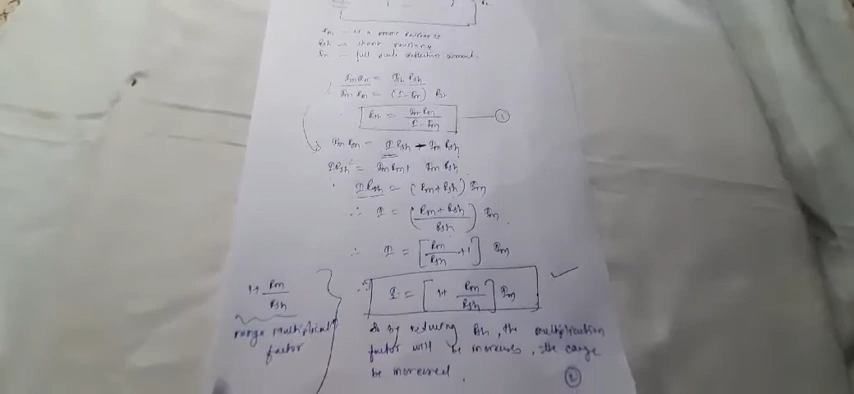 Rm - is a meter resistance
Rsh - shunt resistance
Im - full scale deflection current.
Im Rm = Ish Rsh
Im Rm = (I - Im) Rsh
Rsh = Im Rm / I - Im ①
Im Rm = I Rsh - Im Rsh
I Rsh = Im Rm + Im Rsh
I Rsh = (Rm + Rsh) Im
∴ I = (Rm + Rsh / Rsh) Im
∴ I = [Rm / Rsh + 1] Im
∴ I = [1 + Rm / Rsh] Im
1 + Rm / Rsh
range
factor
By reducing Rsh, the multiplication
factor will be increases, the range
be increased.
②